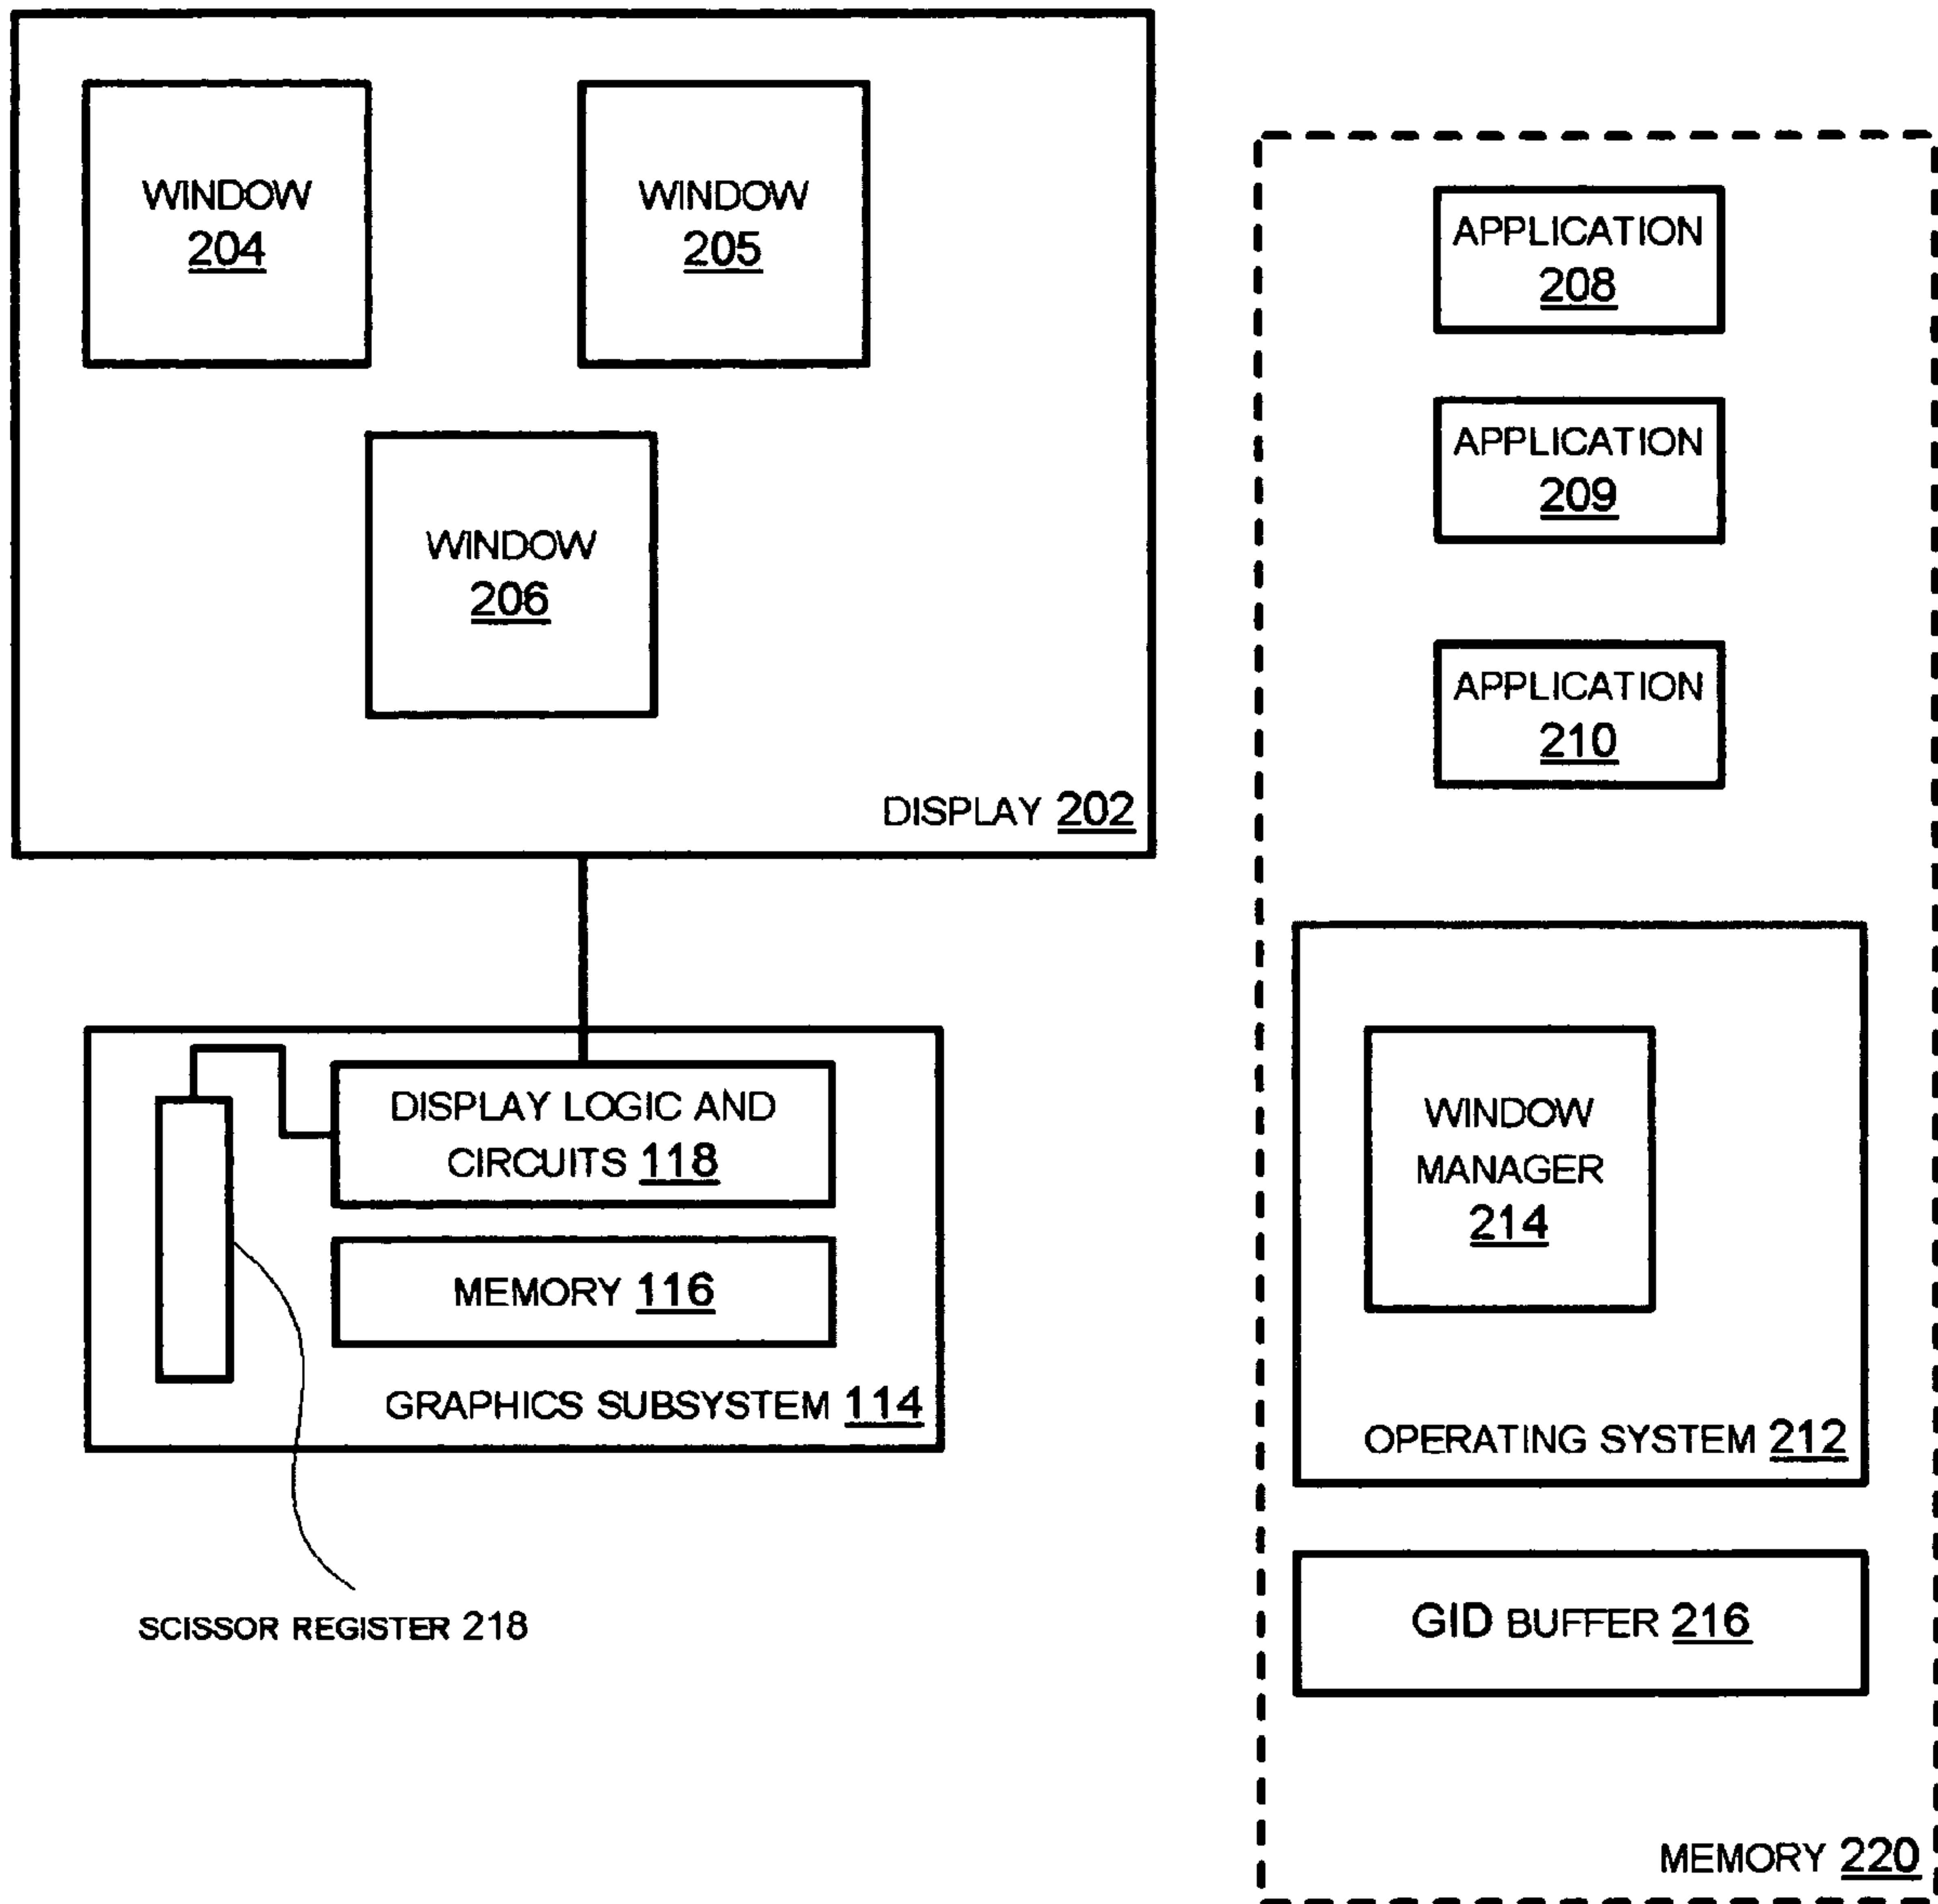 WINDOW
204
WINDOW
205
WINDOW
206
DISPLAY 202
DISPLAY LOGIC AND
CIRCUITS 118
MEMORY 116
GRAPHICS SUBSYSTEM 114
SCISSOR REGISTER 218
APPLICATION
208
APPLICATION
209
APPLICATION
210
WINDOW
MANAGER
214
OPERATING SYSTEM 212
GID BUFFER 216
MEMORY 220